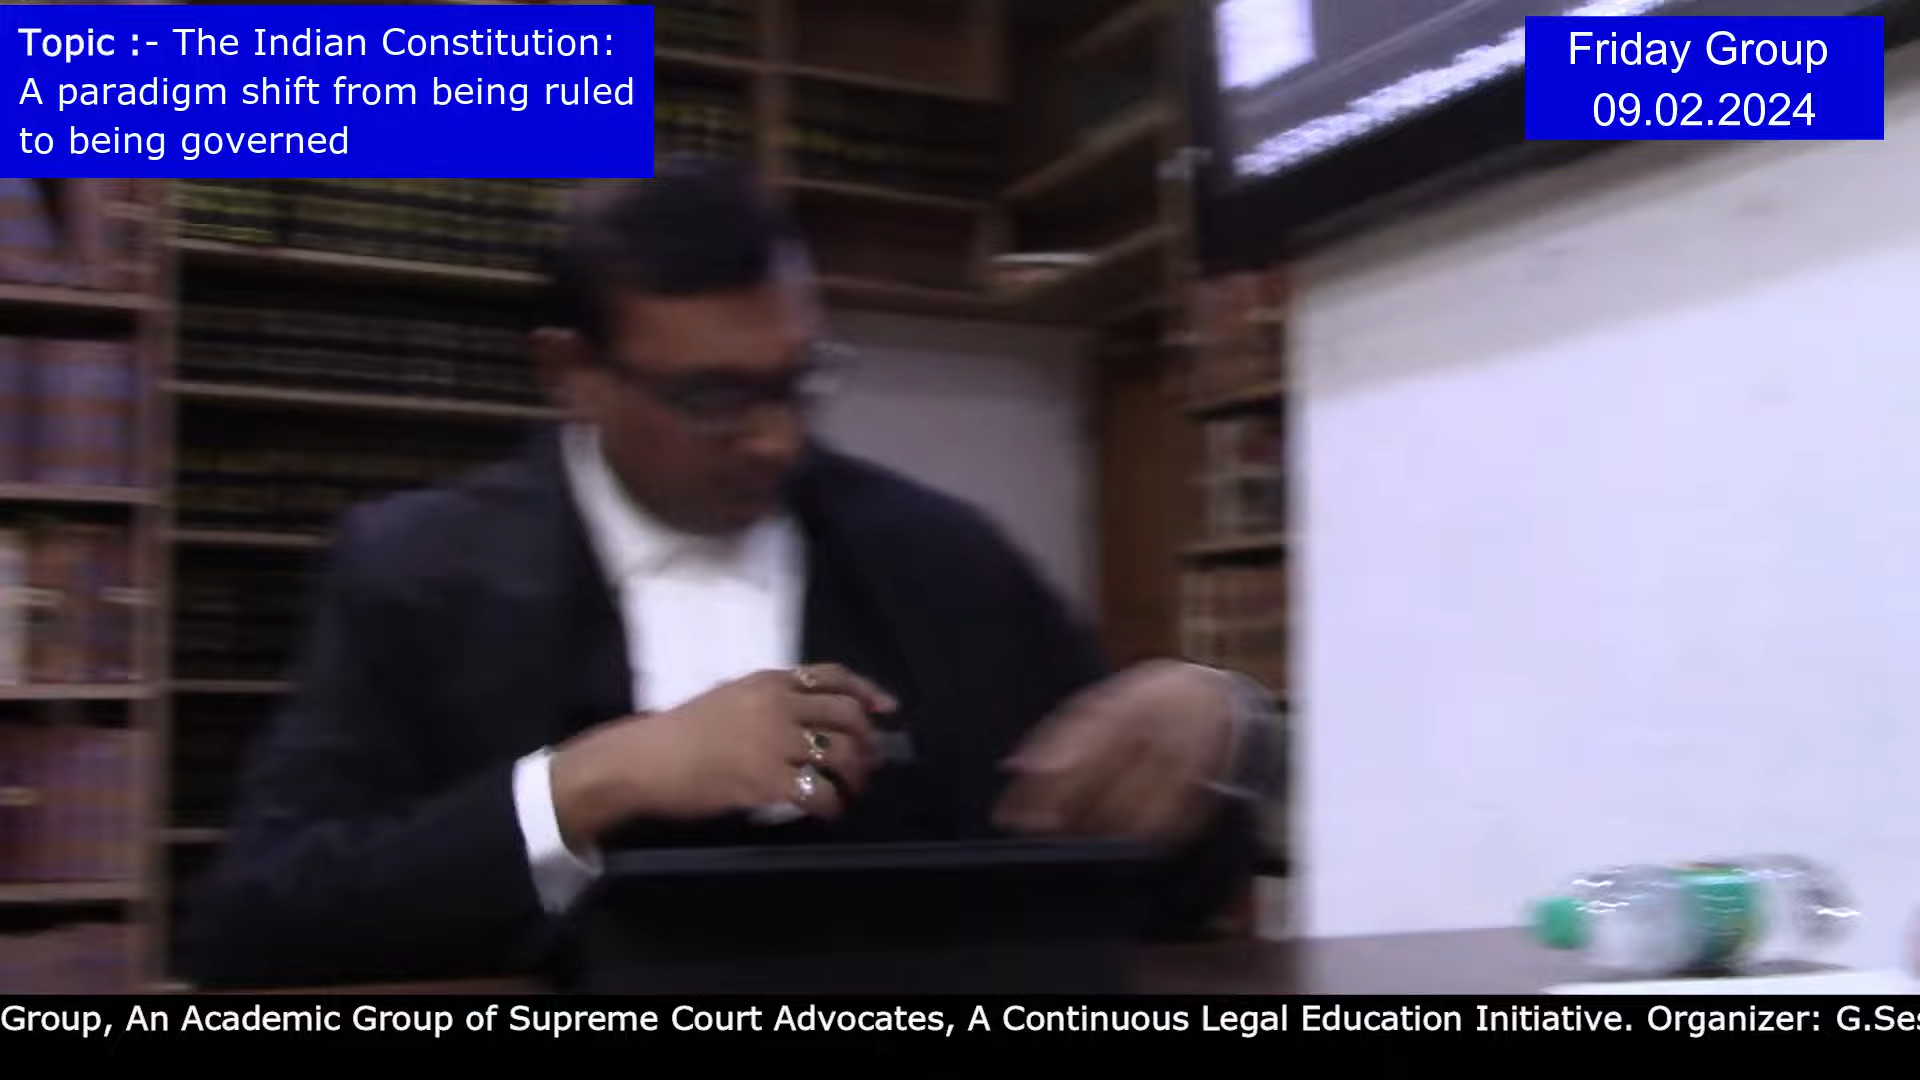 Topic :- The Indian Constitution:
A paradigm shift from being ruled
to being governed
Friday Group
09.02.2024
Group, An Academic Group of Supreme Court Advocates, A Continuous Legal Education Initiative. Organizer: G.Ses